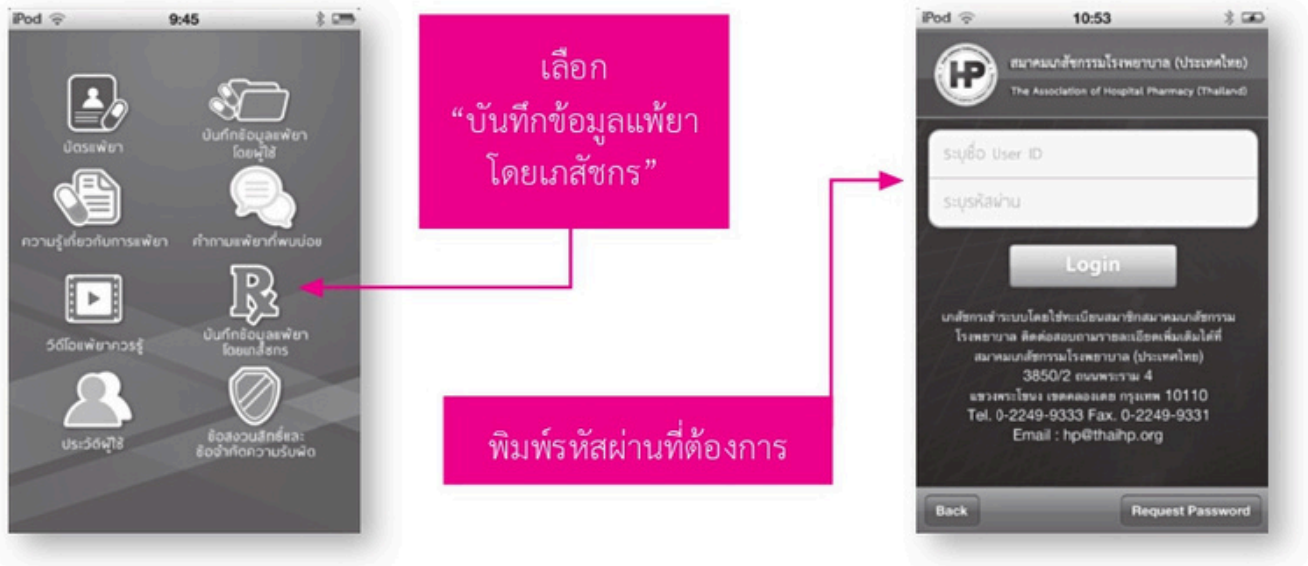 iPod 9:45
บัตรแพ้ยา
บันทึกข้อมูลแพ้ยา
โดยผู้ใช้
ความรู้เกี่ยวกับการแพ้ยา
คำถามแพ้ยาที่พบบ่อย
วิดีโอแพ้ยาควรรู้
บันทึกข้อมูลแพ้ยา
โดยเภสัชกร
ประวัติผู้ใช้
ข้อสงวนสิทธิ์และ
ข้อจำกัดความรับผิด
เลือก
“บันทึกข้อมูลแพ้ยา
โดยเภสัชกร”
พิมพ์รหัสผ่านที่ต้องการ
iPod 10:53
HP
สมาคมเภสัชกรรมโรงพยาบาล (ประเทศไทย)
The Association of Hospital Pharmacy (Thailand)
ระบุชื่อ User ID
ระบุรหัสผ่าน
Login
เภสัชกรเข้าระบบโดยใช้ทะเบียนสมาชิกสมาคมเภสัชกรรม
โรงพยาบาล ติดต่อสอบถามรายละเอียดเพิ่มเติมได้ที่
สมาคมเภสัชกรรมโรงพยาบาล (ประเทศไทย)
3850/2 ถนนพระราม 4
แขวงพระโขนง เขตคลองเตย กรุงเทพ 10110
Tel. 0-2249-9333 Fax. 0-2249-9331
Email : hp@thaihp.org
Back
Request Password